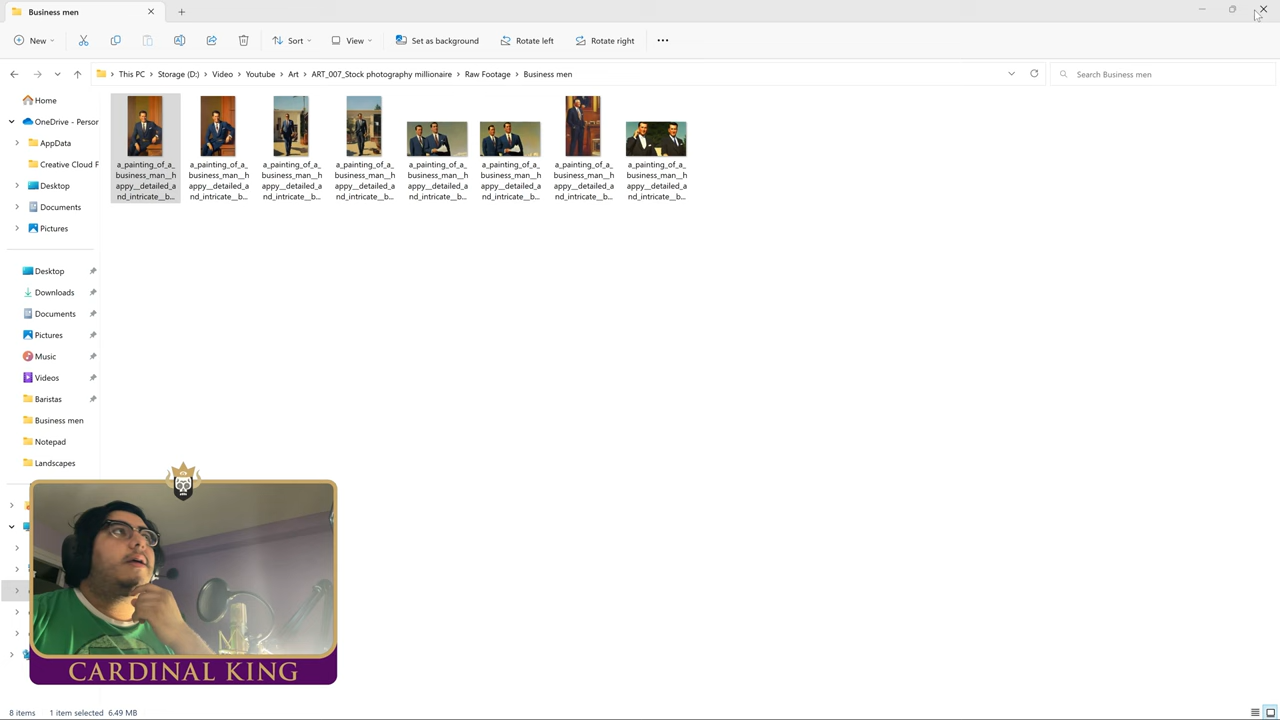 Business men
New
Sort
View
Set as background
Rotate left
Rotate right
This PC
Storage (D:)
Video
Youtube
Art
ART_007_Stock photography millionaire
Raw Footage
Business men
Search Business men
Home
OneDrive - Person
AppData
Creative Cloud F
Desktop
Documents
Pictures
Desktop
Downloads
Documents
Pictures
Music
Videos
Baristas
Business men
Notepad
Landscapes
a_painting_of_a_
business_man__h
appy__detailed_a
nd_intricate__b...
a_painting_of_a_
business_man__h
appy__detailed_a
nd_intricate__b...
a_painting_of_a_
business_man__h
appy__detailed_a
nd_intricate__b...
a_painting_of_a_
business_man__h
appy__detailed_a
nd_intricate__b...
a_painting_of_a_
business_man__h
appy__detailed_a
nd_intricate__b...
a_painting_of_a_
business_man__h
appy__detailed_a
nd_intricate__b...
a_painting_of_a_
business_man__h
appy__detailed_a
nd_intricate__b...
a_painting_of_a_
business_man__h
appy__detailed_a
nd_intricate__b...
CARDINAL KING
8 items 1 item selected 6.49 MB